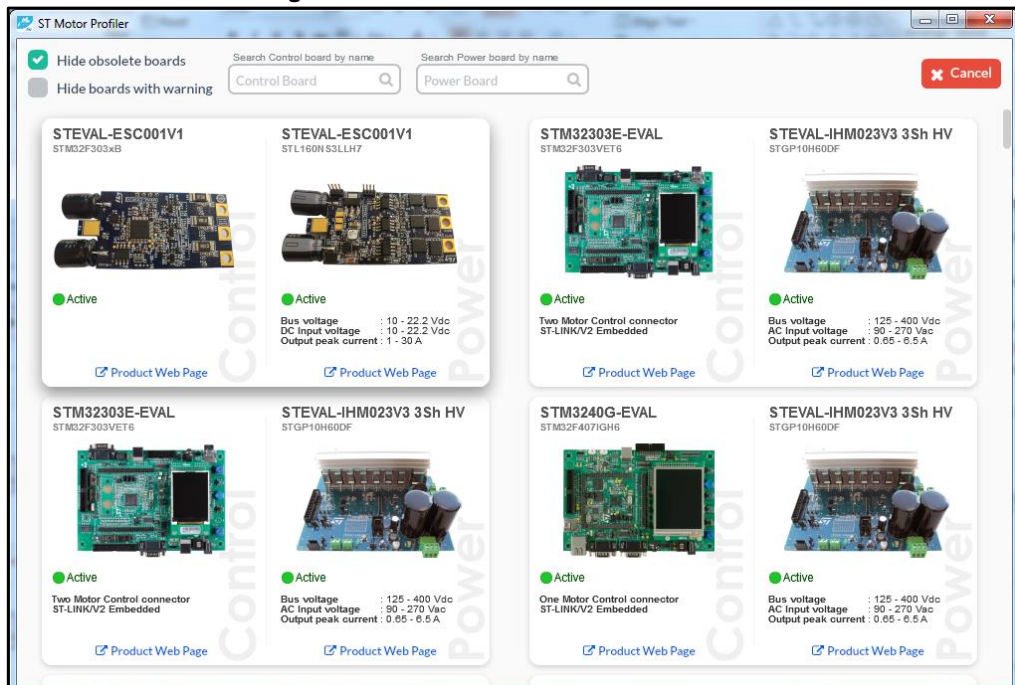 ST Motor Profiler
Hide obsolete boards
Hide boards with warning
Search Control board by name
Control Board
Search Power board by name
Power Board
Cancel
STEVAL-ESC001V1
STM32F303xB
Control
Active
Product Web Page
STEVAL-ESC001V1
STL160NS3LLH7
Power
Active
Bus voltage : 10 - 22.2 Vdc
DC Input voltage : 10 - 22.2 Vdc
Output peak current : 1 - 30 A
Product Web Page
STM32303E-EVAL
STM32F303VET6
Control
Active
Two Motor Control connector
ST-LINK/V2 Embedded
Product Web Page
STEVAL-IHM023V3 3Sh HV
STGP10H60DF
Power
Active
Bus voltage : 125 - 400 Vdc
AC Input voltage : 90 - 270 Vac
Output peak current : 0.65 - 6.5 A
Product Web Page
STM32303E-EVAL
STM32F303VET6
Control
Active
Two Motor Control connector
ST-LINK/V2 Embedded
Product Web Page
STEVAL-IHM023V3 3Sh HV
STGP10H60DF
Power
Active
Bus voltage : 125 - 400 Vdc
AC Input voltage : 90 - 270 Vac
Output peak current : 0.65 - 6.5 A
Product Web Page
STM3240G-EVAL
STM32F407IGH6
Control
Active
One Motor Control connector
ST-LINK/V2 Embedded
Product Web Page
STEVAL-IHM023V3 3Sh HV
STGP10H60DF
Power
Active
Bus voltage : 125 - 400 Vdc
AC Input voltage : 90 - 270 Vac
Output peak current : 0.65 - 6.5 A
Product Web Page